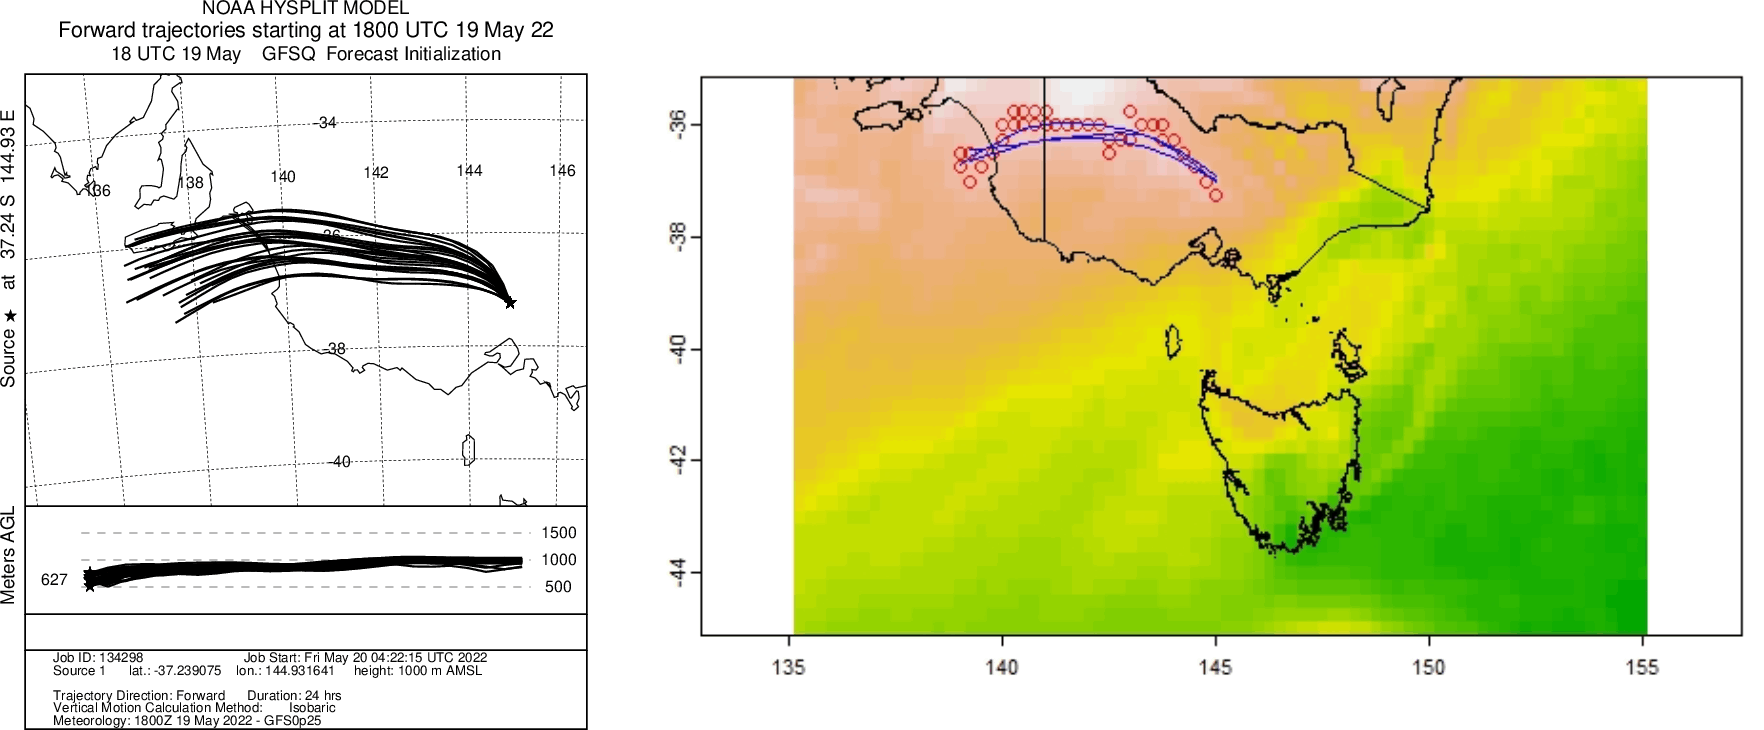 NOAA HYSPLIT MODEL
Forward trajectories starting at 1800 UTC 19 May 22
18 UTC 19 May GFSQ Forecast Initialization
Source ★ at 37.24 S 144.93 E
-34
136
138
140
142
144
146
-36
-38
-40
Meters AGL
1500
1000
500
627
Job ID: 134298 Job Start: Fri May 20 04:22:15 UTC 2022
Source 1 lat.: -37.239075 lon.: 144.931641 height: 1000 m AMSL
Trajectory Direction: Forward Duration: 24 hrs
Vertical Motion Calculation Method: Isobaric
Meteorology: 1800Z 19 May 2022 - GFS0p25
-36
-38
-40
-42
-44
135
140
145
150
155